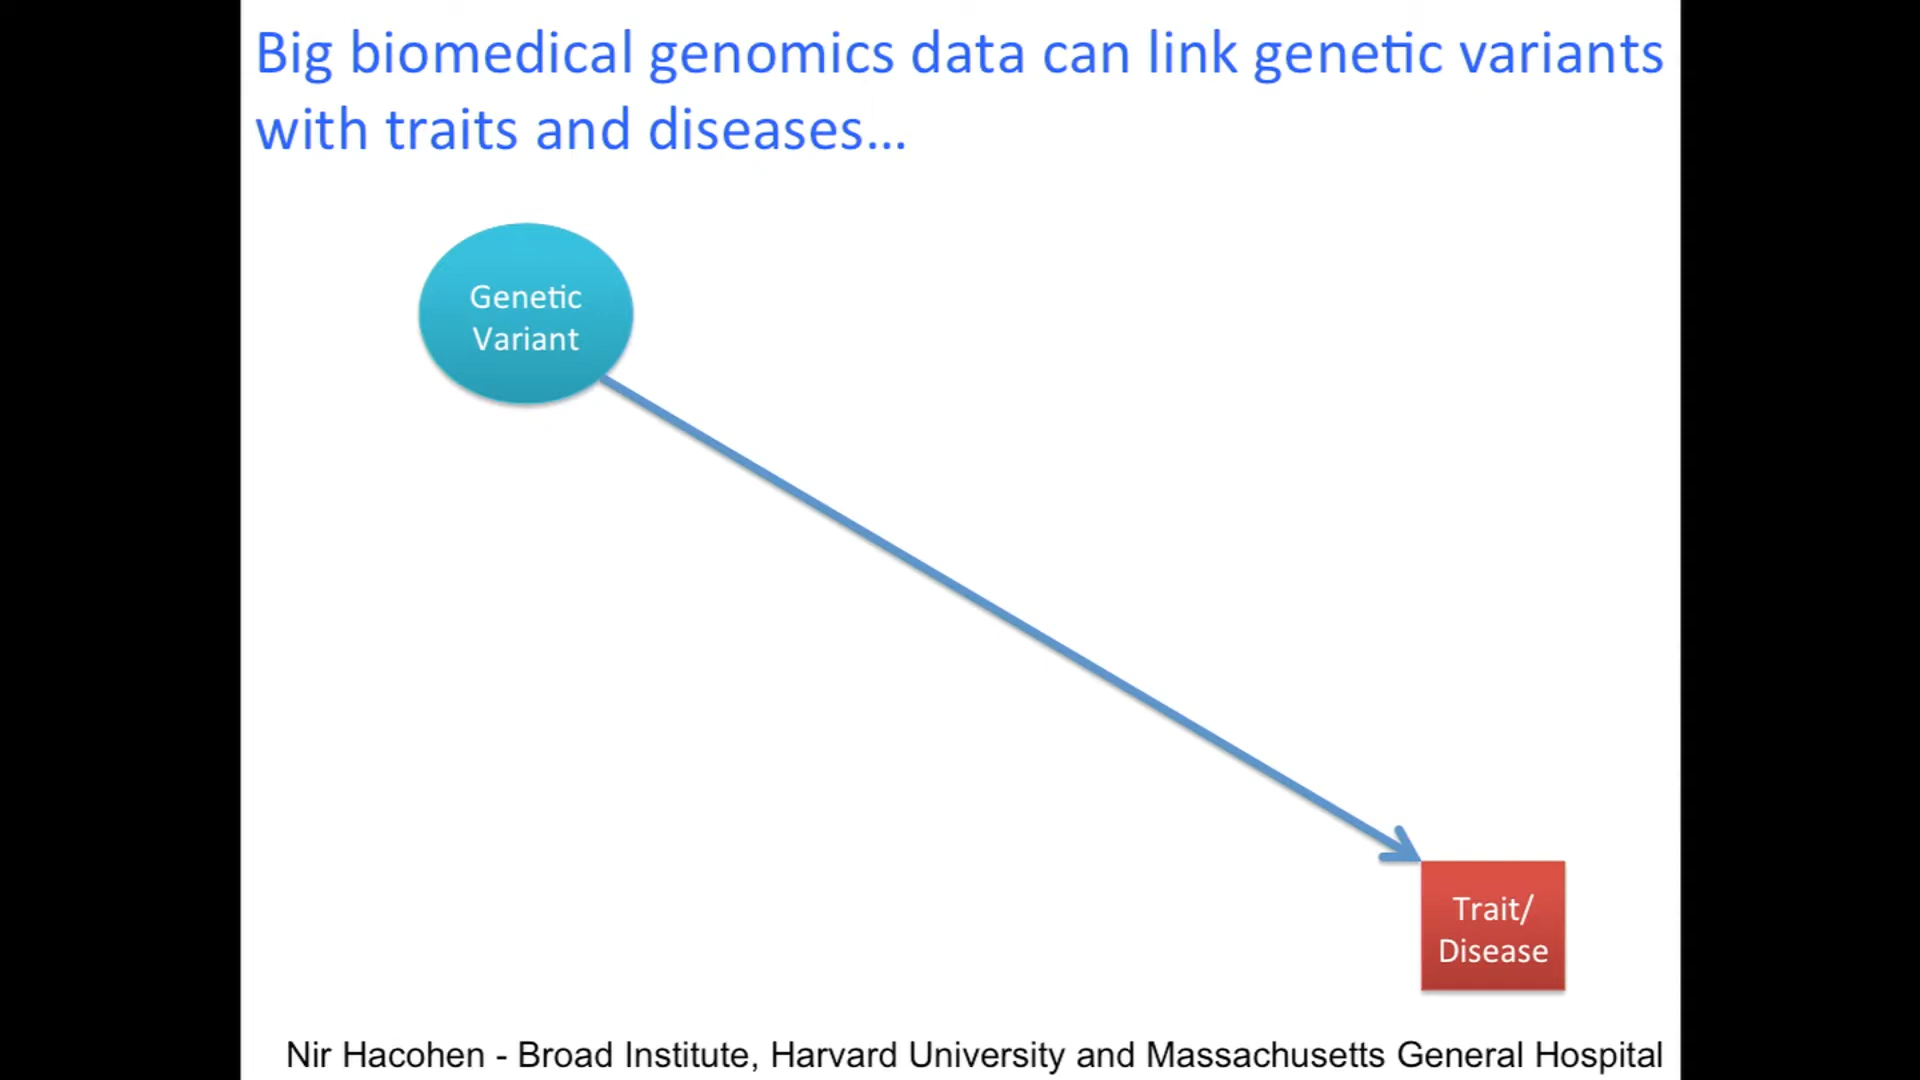 Big biomedical genomics data can link genetic variants
with traits and diseases...
Genetic
Variant
Trait/
Disease
Nir Hacohen - Broad Institute, Harvard University and Massachusetts General Hospital